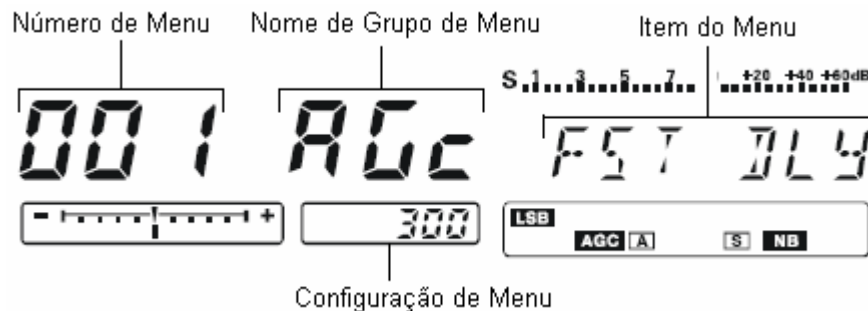 Número de Menu Nome de Grupo de Menu Item do Menu
S 1 3 5 7 +20 +40 +60dB
001 AGc FST DLY
- + 300 LSB
AGC A S NB
Configuração de Menu